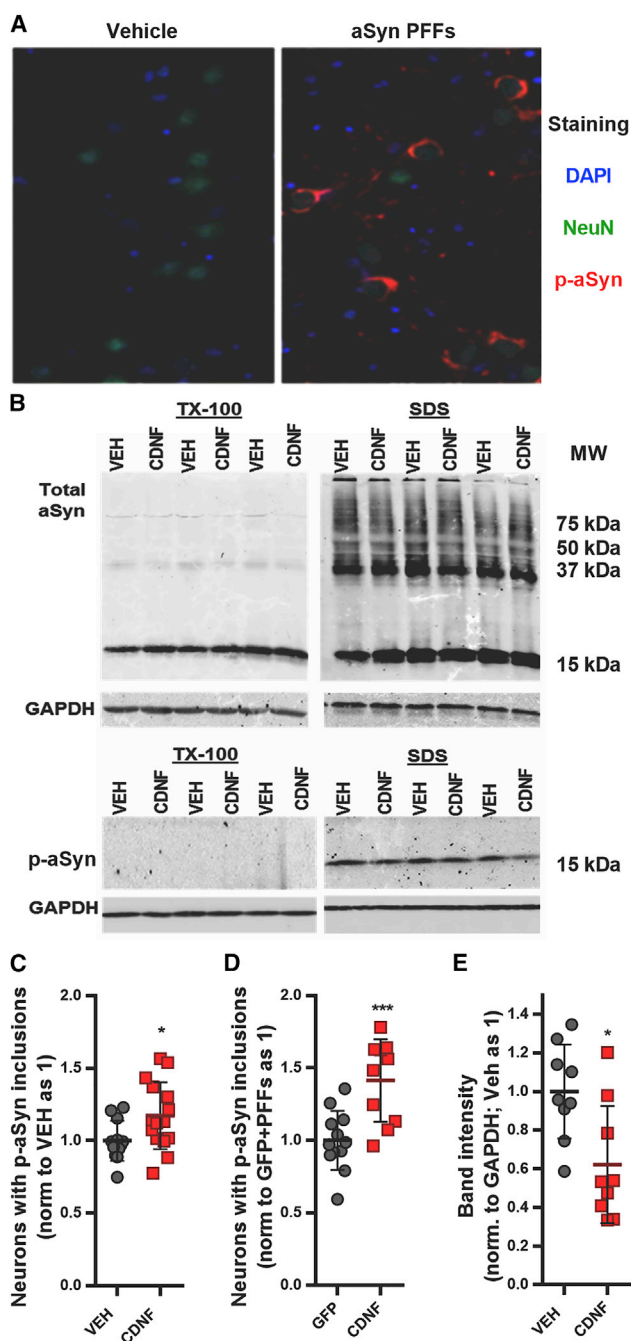 A
Vehicle
aSyn PFFs
Staining
DAPI
NeuN
p-aSyn
B
TX-100
SDS
VEH
CDNF
VEH
CDNF
VEH
CDNF
VEH
CDNF
VEH
CDNF
VEH
CDNF
MW
Total
aSyn
75 kDa
50 kDa
37 kDa
15 kDa
GAPDH
TX-100
SDS
VEH
CDNF
VEH
CDNF
VEH
CDNF
VEH
CDNF
VEH
CDNF
VEH
CDNF
p-aSyn
15 kDa
GAPDH
C
Neurons with p-aSyn inclusions
(norm to VEH as 1)
2.0
1.5
1.0
0.5
0.0
*
VEH
CDNF
D
Neurons with p-aSyn inclusions
(norm to GFP+PFFs as 1)
2.0
1.5
1.0
0.5
0.0
***
GFP
CDNF
E
Band intensity
(norm. to GAPDH; Veh as 1)
1.4
1.2
1.0
0.8
0.6
0.4
0.2
0.0
*
VEH
CDNF